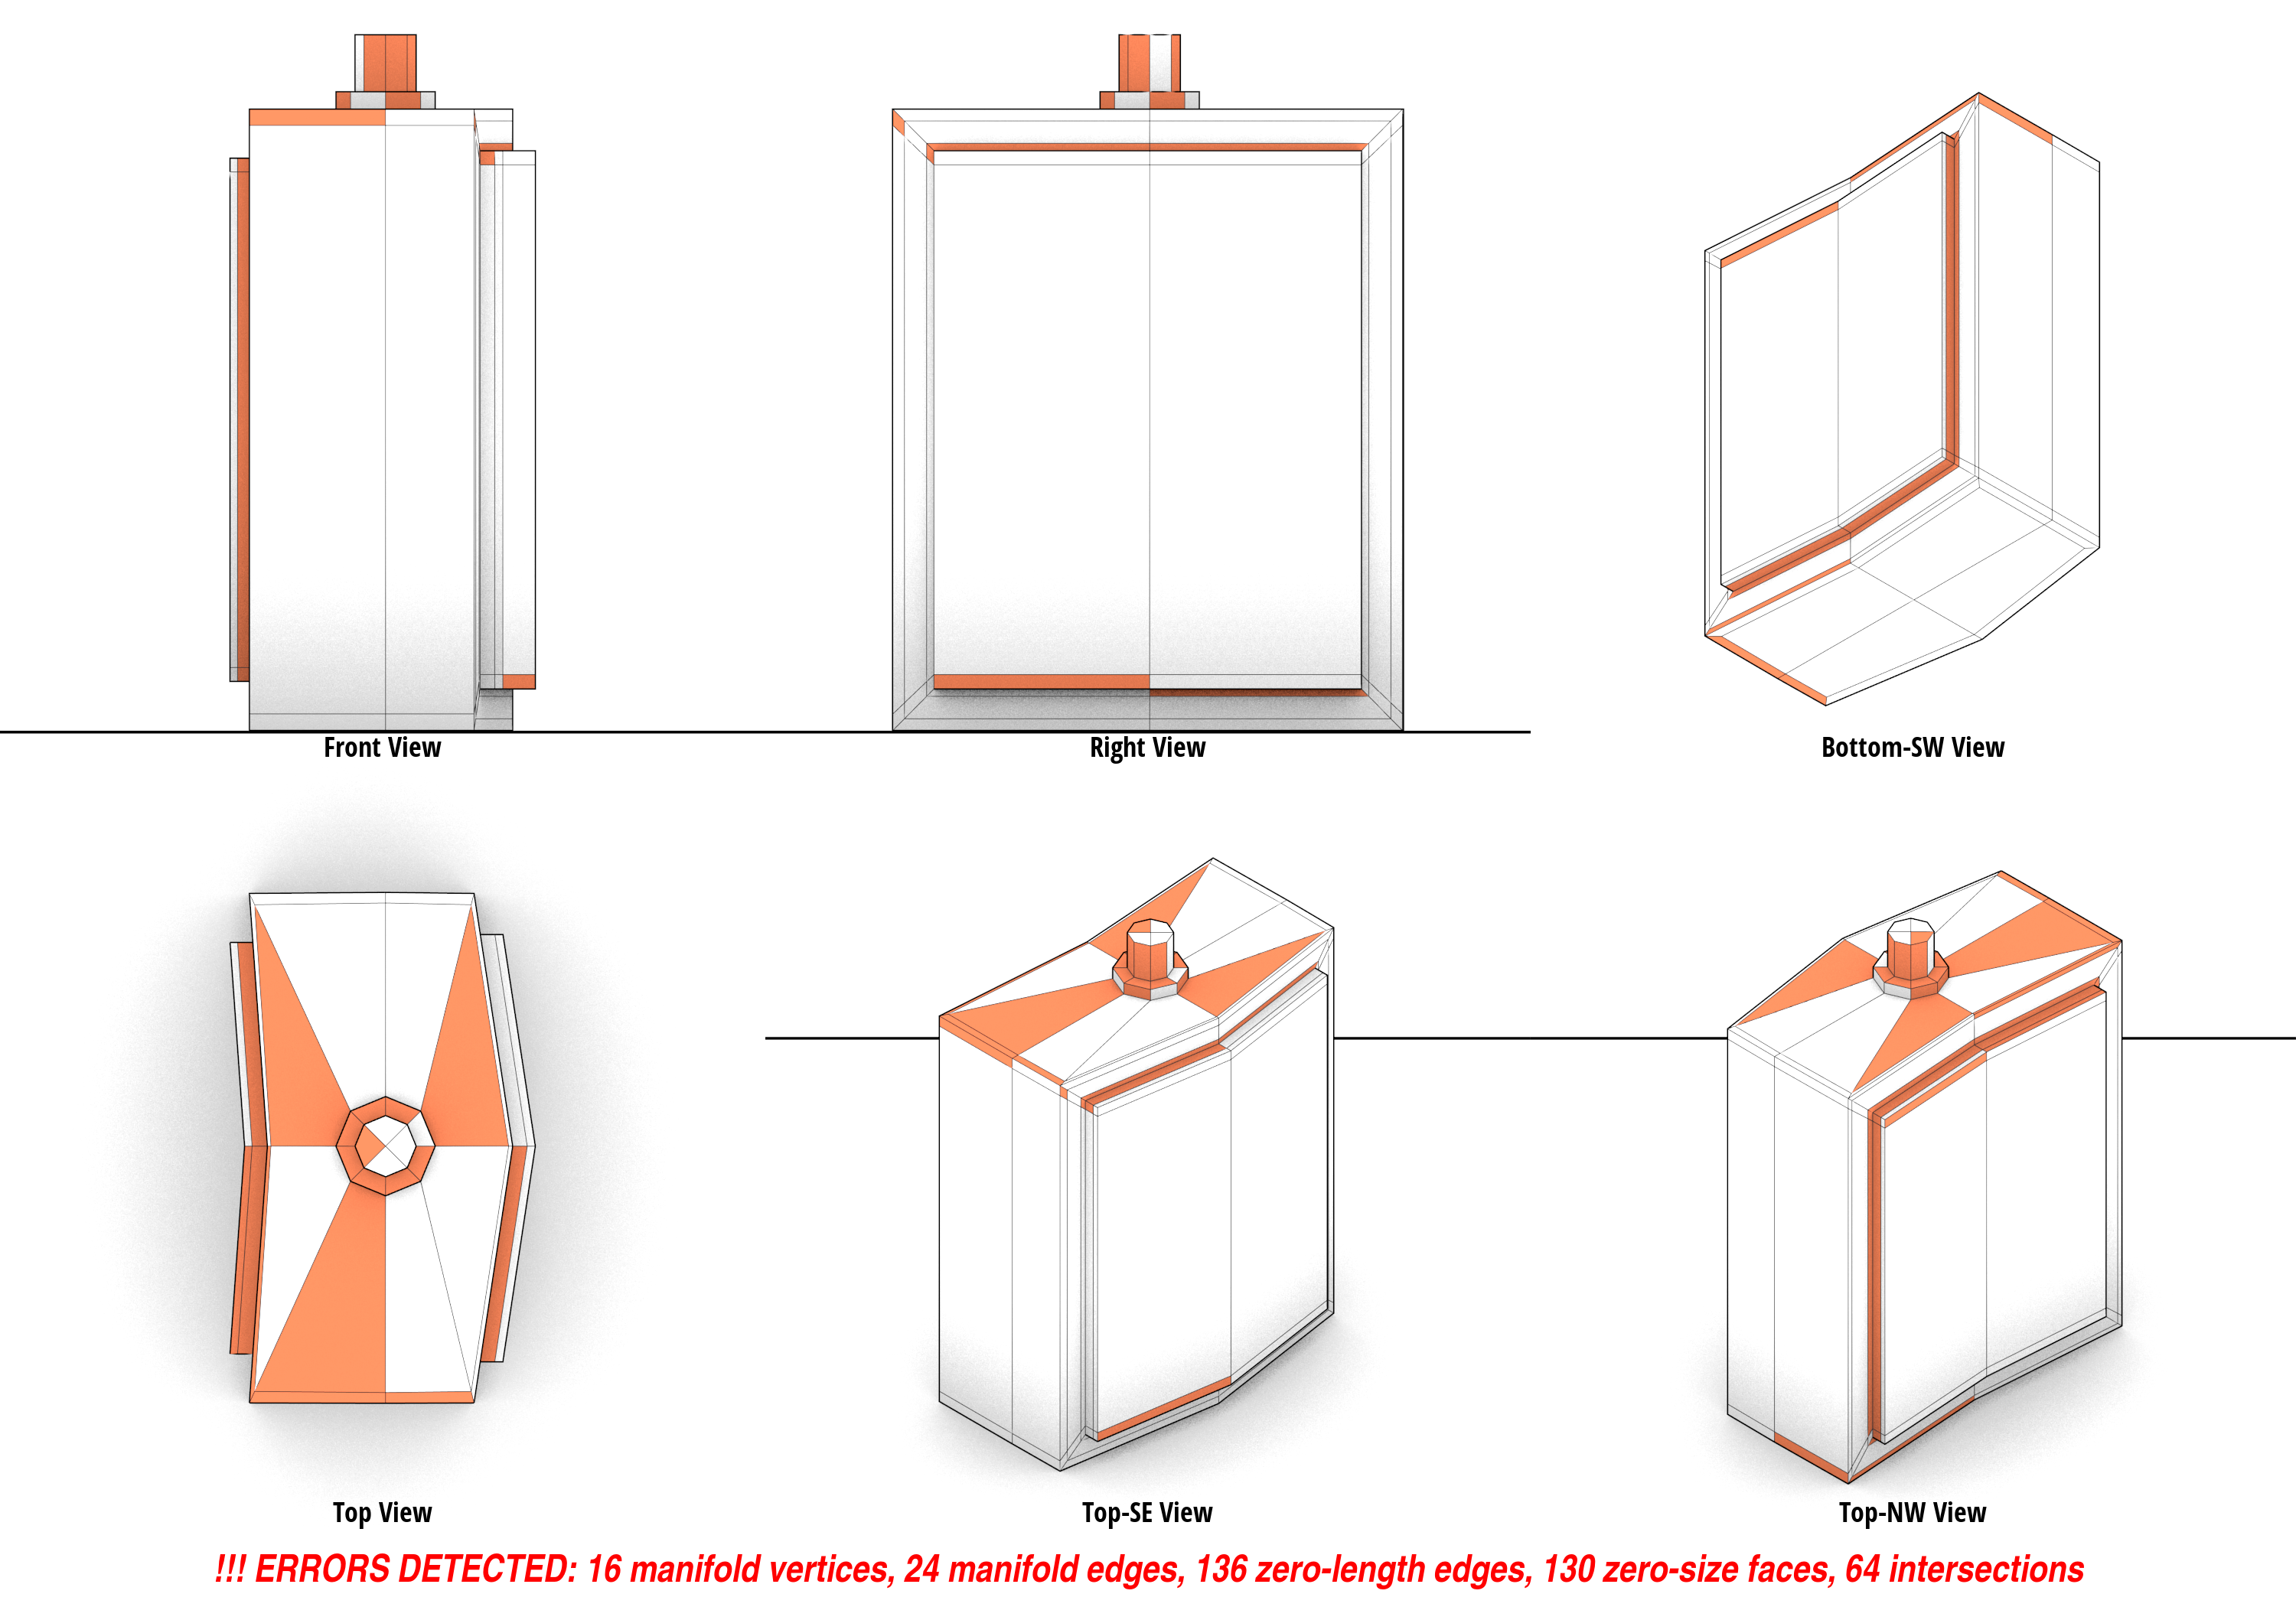 Front View
Right View
Bottom-SW View
Top View
Top-SE View
Top-NW View
!!! ERRORS DETECTED: 16 manifold vertices, 24 manifold edges, 136 zero-length edges, 130 zero-size faces, 64 intersections